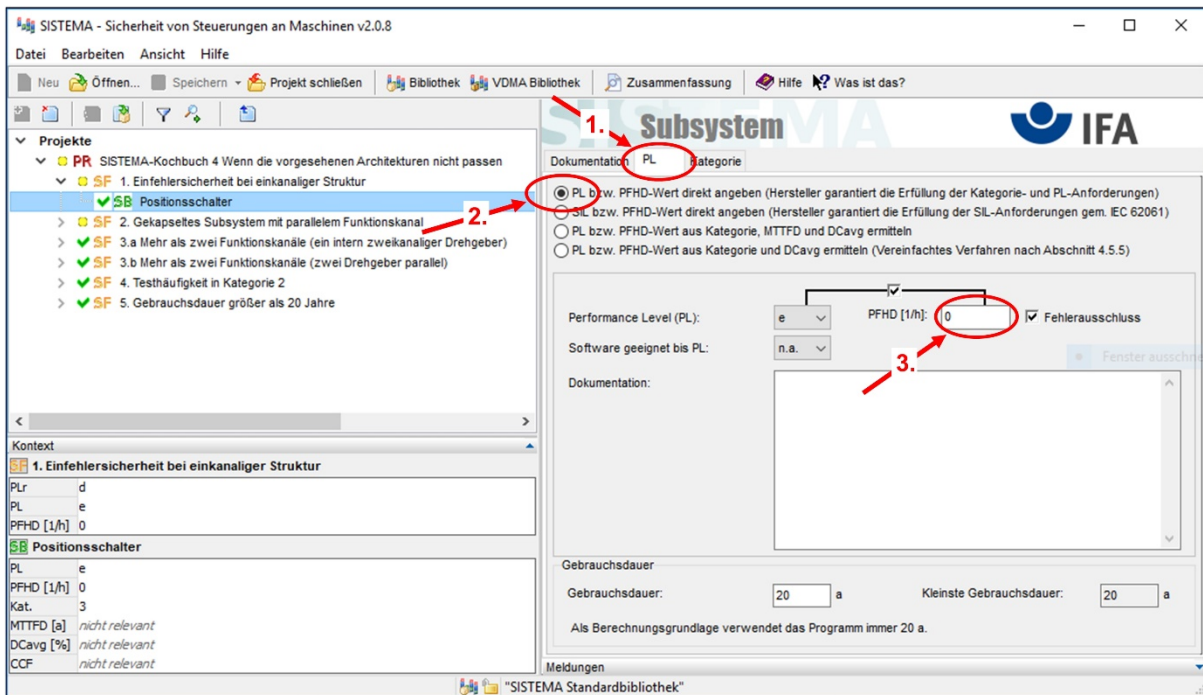 SISTEMA - Sicherheit von Steuerungen an Maschinen v2.0.8
Datei Bearbeiten Ansicht Hilfe
Neu Öffnen... Speichern Projekt schließen Bibliothek VDMA Bibliothek Zusammenfassung Hilfe Was ist das?
Projekte
PR SISTEMA-Kochbuch 4 Wenn die vorgesehenen Architekturen nicht passen
SF 1. Einfehlersicherheit bei einkanaliger Struktur
SB Positionsschalter
SF 2. Gekapseltes Subsystem mit parallelem Funktionskanal
SF 3.a Mehr als zwei Funktionskanäle (ein intern zweikanaliger Drehgeber)
SF 3.b Mehr als zwei Funktionskanäle (zwei Drehgeber parallel)
SF 4. Testhäufigkeit in Kategorie 2
SF 5. Gebrauchsdauer größer als 20 Jahre
Kontext
SF 1. Einfehlersicherheit bei einkanaliger Struktur
PLr d
PL e
PFHD [1/h] 0
SB Positionsschalter
PL e
PFHD [1/h] 0
Kat. 3
MTTFD [a] nicht relevant
DCavg [%] nicht relevant
CCF nicht relevant
1.
SISTEMA
Subsystem
IFA
Dokumentation PL Kategorie
2.
PL bzw. PFHD-Wert direkt angeben (Hersteller garantiert die Erfüllung der Kategorie- und PL-Anforderungen)
SIL bzw. PFHD-Wert direkt angeben (Hersteller garantiert die Erfüllung der SIL-Anforderungen gem. IEC 62061)
PL bzw. PFHD-Wert aus Kategorie, MTTFD und DCavg ermitteln
PL bzw. PFHD-Wert aus Kategorie und DCavg ermitteln (Vereinfachtes Verfahren nach Abschnitt 4.5.5)
Performance Level (PL): e PFHD [1/h]: 0 Fehlerausschluss
Software geeignet bis PL: n.a.
3.
Dokumentation:
Gebrauchsdauer
Gebrauchsdauer: 20 a Kleinste Gebrauchsdauer: 20 a
Als Berechnungsgrundlage verwendet das Programm immer 20 a.
Meldungen
"SISTEMA Standardbibliothek"